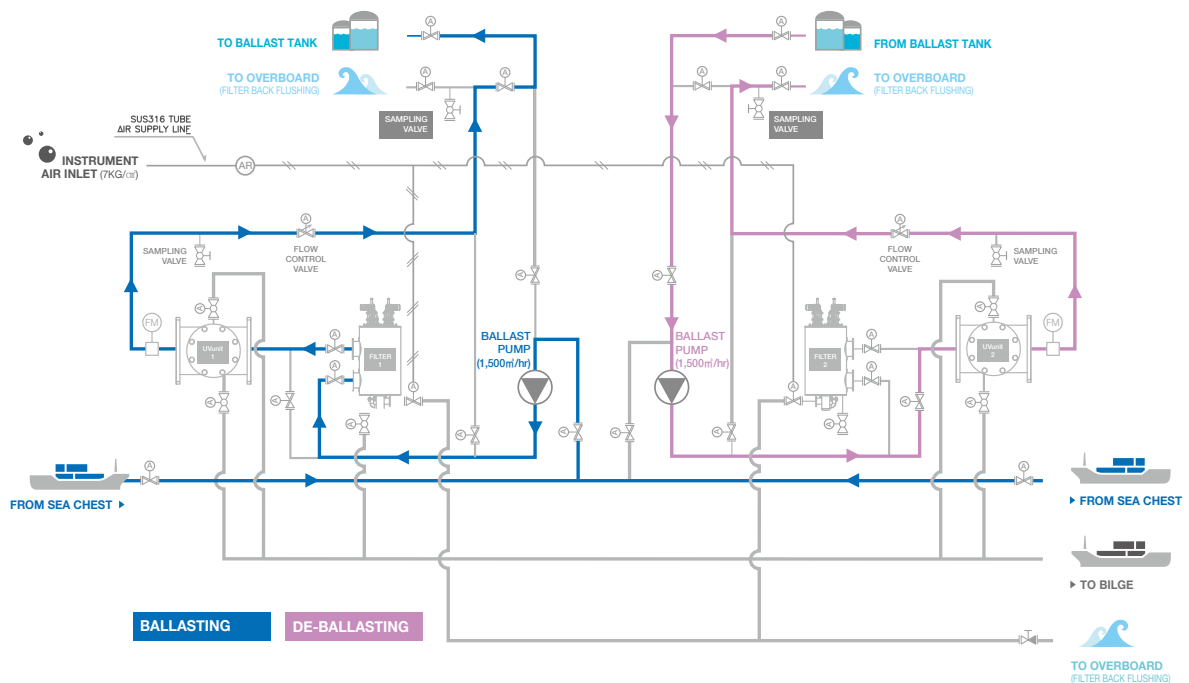 TO BALLAST TANK
A
A
FROM BALLAST TANK
TO OVERBOARD
(FILTER BACK FLUSHING)
A
A
A
A
TO OVERBOARD
(FILTER BACK FLUSHING)
SAMPLING
VALVE
SAMPLING
VALVE
SUS316 TUBE
AIR SUPPLY LINE
INSTRUMENT
AIR INLET (7KG/㎠)
AR
A
A
SAMPLING
VALVE
FLOW
CONTROL
VALVE
FLOW
CONTROL
VALVE
SAMPLING
VALVE
A
A
A
A
FM
UVunit
1
A
A
FILTER
1
BALLAST
PUMP
(1,500㎥/hr)
BALLAST
PUMP
(1,500㎥/hr)
FILTER
2
A
A
UVunit
2
FM
A
A
A
A
A
A
A
A
A
A
A
A
FROM SEA CHEST
A
A
FROM SEA CHEST
TO BILGE
BALLASTING
DE-BALLASTING
TO OVERBOARD
(FILTER BACK FLUSHING)